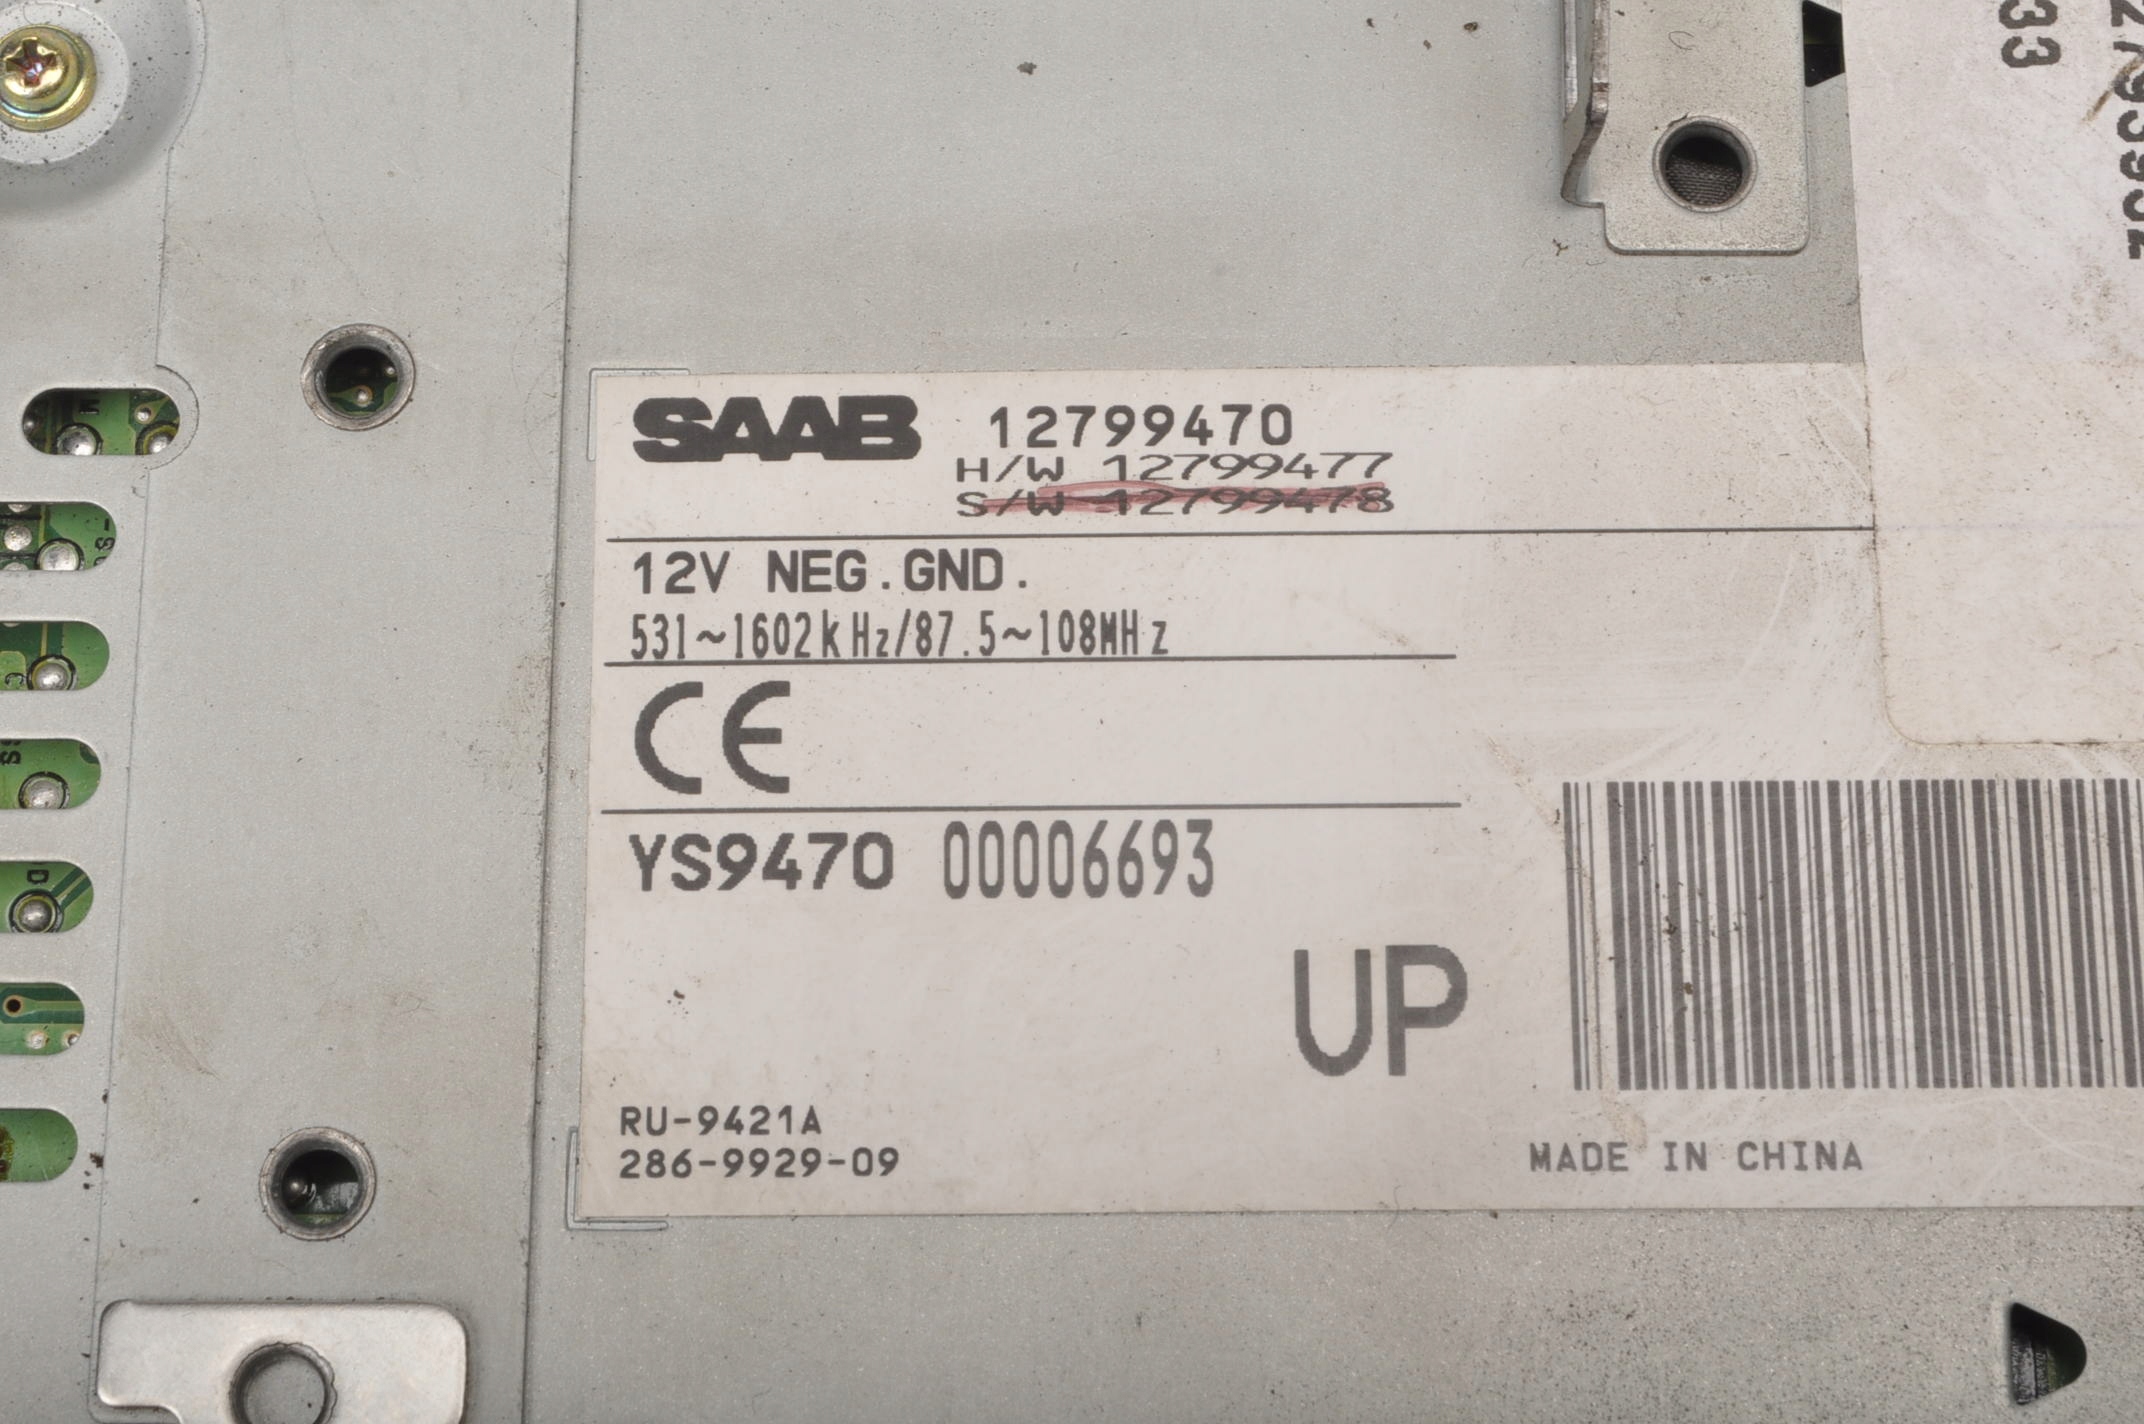 SAAB 12799470
H/W 12799477
S/W 12799478
12V NEG.GND.
531~1602kHz/87.5~108MHz
CE
YS9470 00006693
UP
RU-9421A
286-9929-09
MADE IN CHINA
33